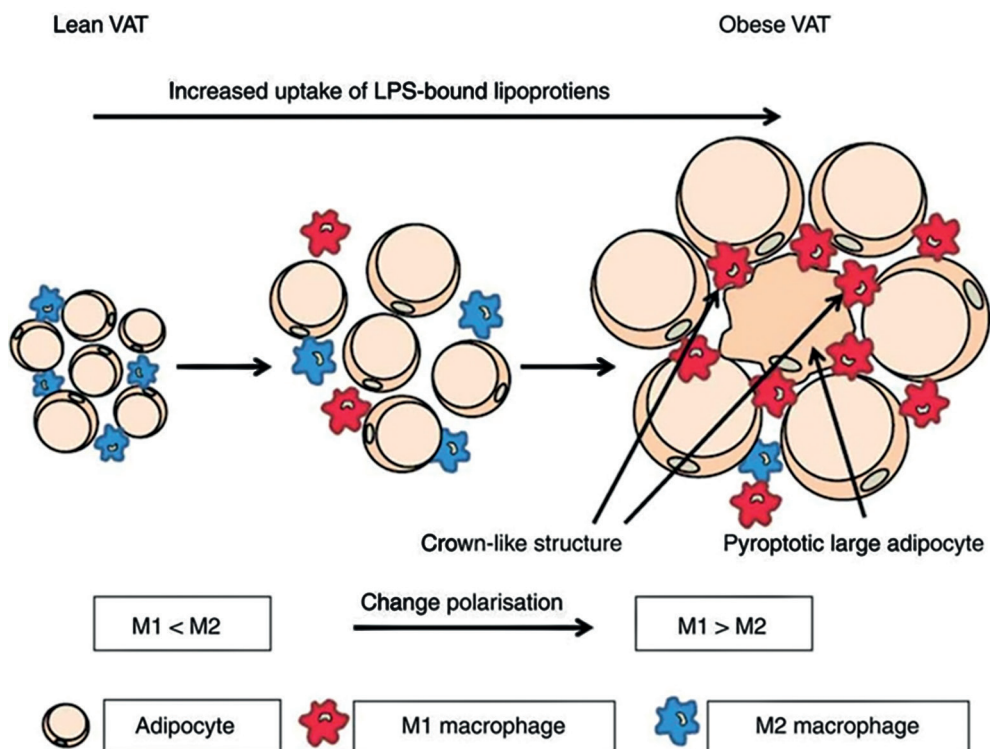 Lean VAT
Obese VAT
Increased uptake of LPS-bound lipoprotiens
Crown-like structure
Pyroptotic large adipocyte
M1 < M2
Change polarisation
M1 > M2
Adipocyte
M1 macrophage
M2 macrophage